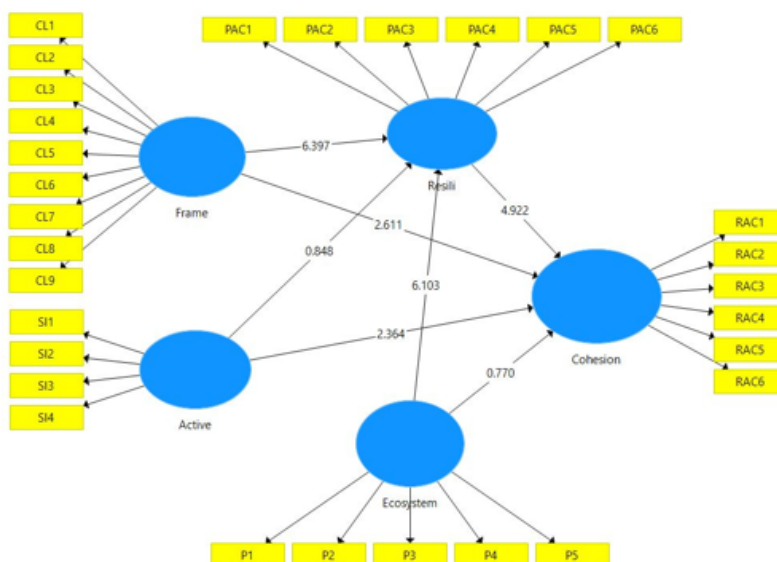 CL1
CL2
CL3
CL4
CL5
CL6
CL7
CL8
CL9
Frame
PAC1 PAC2 PAC3 PAC4 PAC5 PAC6
Resili
6.397
2.611
0.848
4.922
6.103
2.364
0.770
SI1
SI2
SI3
SI4
Active
RAC1
RAC2
RAC3
RAC4
RAC5
RAC6
Cohesion
Ecosystem
P1 P2 P3 P4 P5